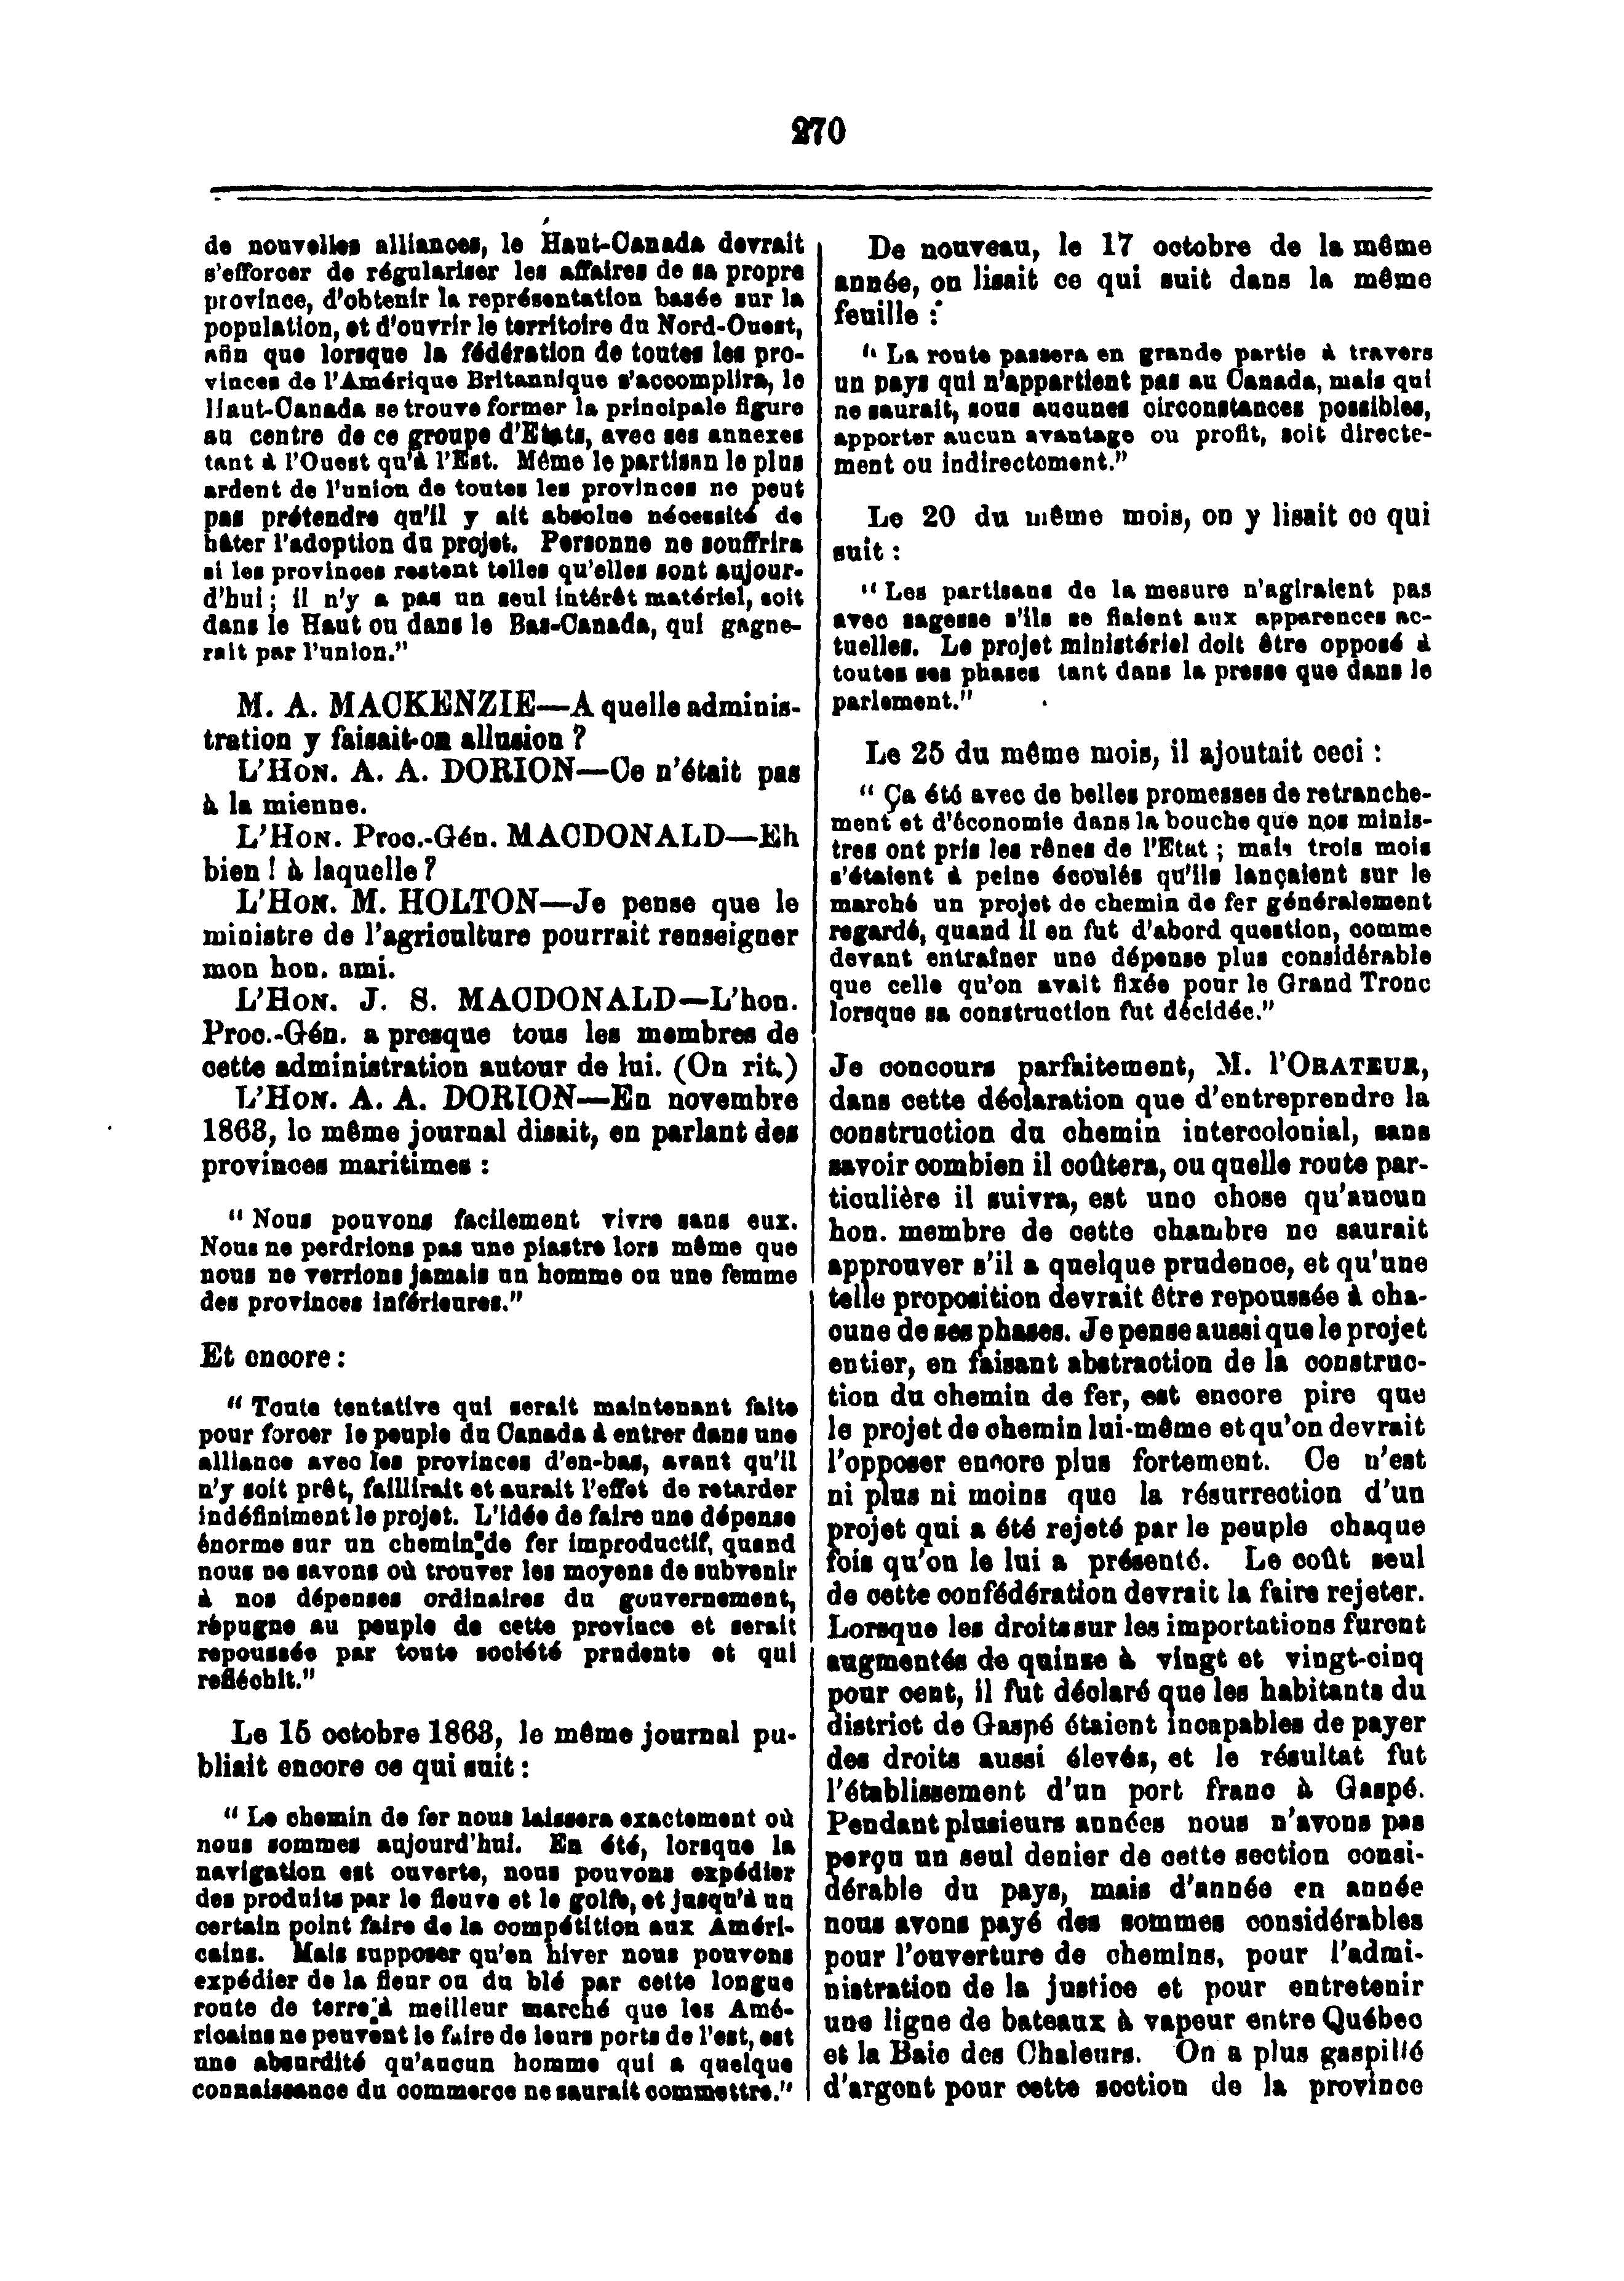 270
de nouvelles alliances, le Haut-Canada devrait
s'efforcer de régulariser les affaires de sa propre
province, d'obtenir la représentation basée sur la
population, et d'ouvrir le territoire du Nord-Ouest,
afin que lorsque la fédération de toutes les pro-
vinces de l'Amérique Britannique s'accomplira, le
Haut-Canada se trouve former la principale figure
au centre de ce groupe d'Etats, avec ses annexes
tant à l'Ouest qu'à l'Est. Même le partisan le plus
ardent de l'union de toutes les provinces ne peut
pas prétendre qu'il y ait absolue nécessité de
hâter l'adoption du projet. Personne ne souffrira
si les provinces restent telles qu'elles sont aujour-
d'hui ; il n'y a pas un seul intérêt matériel, soit
dans le Haut ou dans le Bas-Canada, qui gagne-
rait par l'union."
M. A. MACKENZIE—A quelle adminis-
tration y faisait-on allusion ?
L'HON. A. A. DORION—Ce n'était pas
à la mienne.
L'HON. Proc.-Gén. MACDONALD—Eh
bien ! à laquelle ?
L'HON. M. HOLTON—Je pense que le
ministre de l'agriculture pourrait renseigner
mon hon. ami.
L'HON. J. S. MACDONALD—L'hon.
Proc.-Gén. a presque tous les membres de
cette administration autour de lui. (On rit.)
L'HON. A. A. DORION—En novembre
1863, le même journal disait, en parlant des
provinces maritimes :
" Nous pouvons facilement vivre sans eux.
Nous ne perdrions pas une piastre lors même que
nous ne verrions jamais un homme ou une femme
des provinces inférieures."
Et encore :
" Toute tentative qui serait maintenant faite
pour forcer le peuple du Canada à entrer dans une
alliance avec les provinces d'en-bas, avant qu'il
n'y soit prêt, faillirait et aurait l'effet de retarder
indéfiniment le projet. L'idée de faire une dépense
énorme sur un chemin de fer improductif, quand
nous ne savons où trouver les moyens de subvenir
à nos dépenses ordinaires du gouvernement,
répugne au peuple de cette province et serait
repoussée par toute société prudente et qui
refléchit."
Le 15 octobre 1863, le même journal pu-
bliait encore ce qui suit :
" Le chemin de fer nous laissera exactement où
nous sommes aujourd'hui. En été, lorsque la
navigation est ouverte, nous pouvons expédier
des produits par le fleuve et le golfe, et jusqu'à un
certain point faire de la compétition aux Améri-
cains. Mais supposer qu'en hiver nous pouvons
expédier de la fleur ou du blé par cette longue
route de terre à meilleur marché que les Amé-
ricains ne peuvent le faire de leurs ports de l'est, est
une absurdité qu'aucun homme qui a quelque
connaissance du commerce ne saurait commettre."
De nouveau, le 17 octobre de la même
année, on lisait ce qui suit dans la même
feuille :
" La route passera en grande partie à travers
un pays qui n'appartient pas au Canada, mais qui
ne saurait, sous aucunes circonstances possibles,
apporter aucun avantage ou profit, soit directe-
ment ou indirectement."
Le 20 du même mois, on y lisait ce qui
suit :
" Les partisans de la mesure n'agiraient pas
avec sagesse s'ils se fiaient aux apparences ac-
tuelles. Le projet ministériel doit être opposé à
toutes ses phases tant dans la presse que dans le
parlement."
Le 25 du même mois, il ajoutait ceci :
" Ça été avec de belles promesses de retranche-
ment et d'économie dans la bouche que nos minis-
tres ont pris les rênes de l'Etat ; mais trois mois
s'étaient à peine écoulés qu'ils lançaient sur le
marché un projet de chemin de fer généralement
regardé, quand il en fut d'abord question, comme
devant entraîner une dépense plus considérable
que celle qu'on avait fixée pour le Grand Tronc
lorsque sa construction fut décidée."
Je concours parfaitement, M. l'ORATEUR,
dans cette déclaration que d'entreprendre la
construction du chemin intercolonial, sans
savoir combien il coûtera, ou quelle route par-
ticulière il suivra, est une chose qu'aucun
hon. membre de cette chambre ne saurait
approuver s'il a quelque prudence, et qu'une
telle proposition devrait être repoussée à cha-
cune de ses phases. Je pense aussi que le projet
entier, en faisant abstraction de la construc-
tion du chemin de fer, est encore pire que
le projet de chemin lui-même et qu'on devrait
l'opposer encore plus fortement. Ce n'est
ni plus ni moins que la résurrection d'un
projet qui a été rejeté par le peuple chaque
fois qu'on le lui a présenté. Le coût seul
de cette confédération devrait la faire rejeter.
Lorsque les droits sur les importations furent
augmentés de quinze à vingt et vingt-cinq
pour cent, il fut déclaré que les habitants du
district de Gaspé étaient incapables de payer
des droits aussi élevés, et le résultat fut
l'établissement d'un port franc à Gaspé.
Pendant plusieurs années nous n'avons pas
perçu un seul denier de cette section consi-
dérable du pays, mais d'année en année
nous avons payé des sommes considérables
pour l'ouverture de chemins, pour l'admi-
nistration de la justice et pour entretenir
une ligne de bateaux à vapeur entre Québec
et la Baie des Chaleurs. On a plus gaspillé
d'argent pour cette section de la province